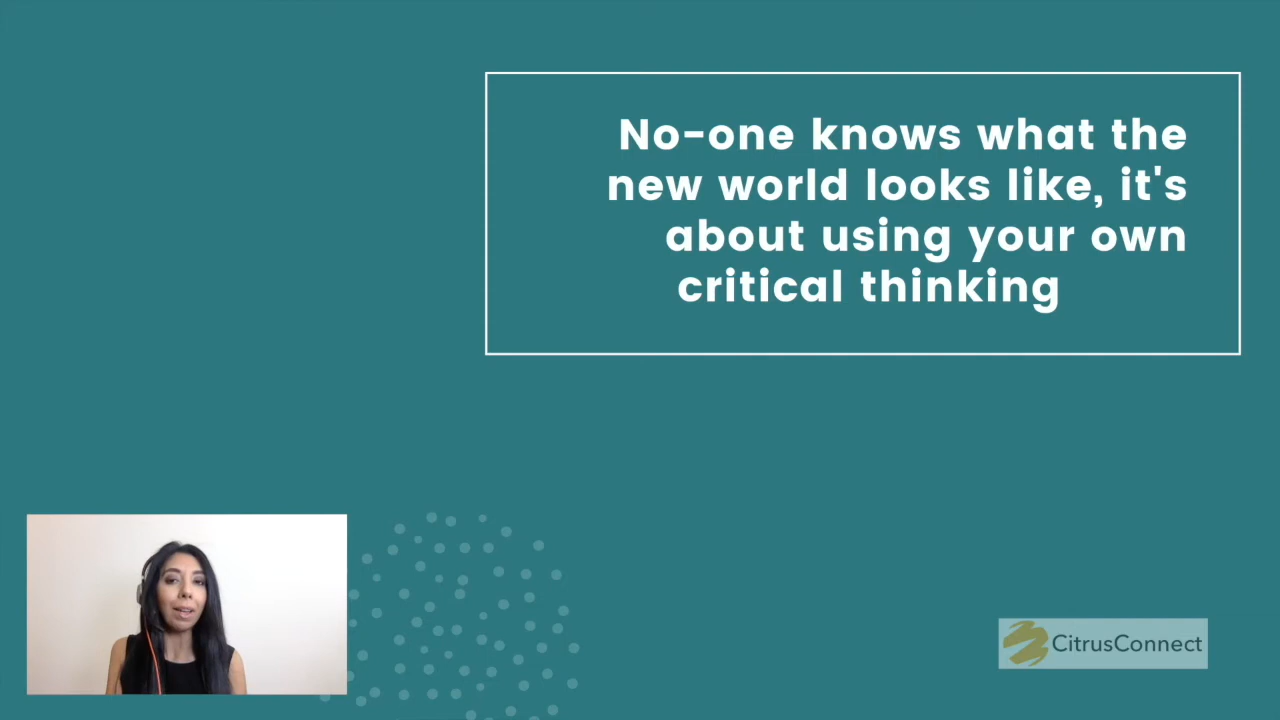 No-one knows what the
new world looks like, it's
about using your own
critical thinking
CitrusConnect